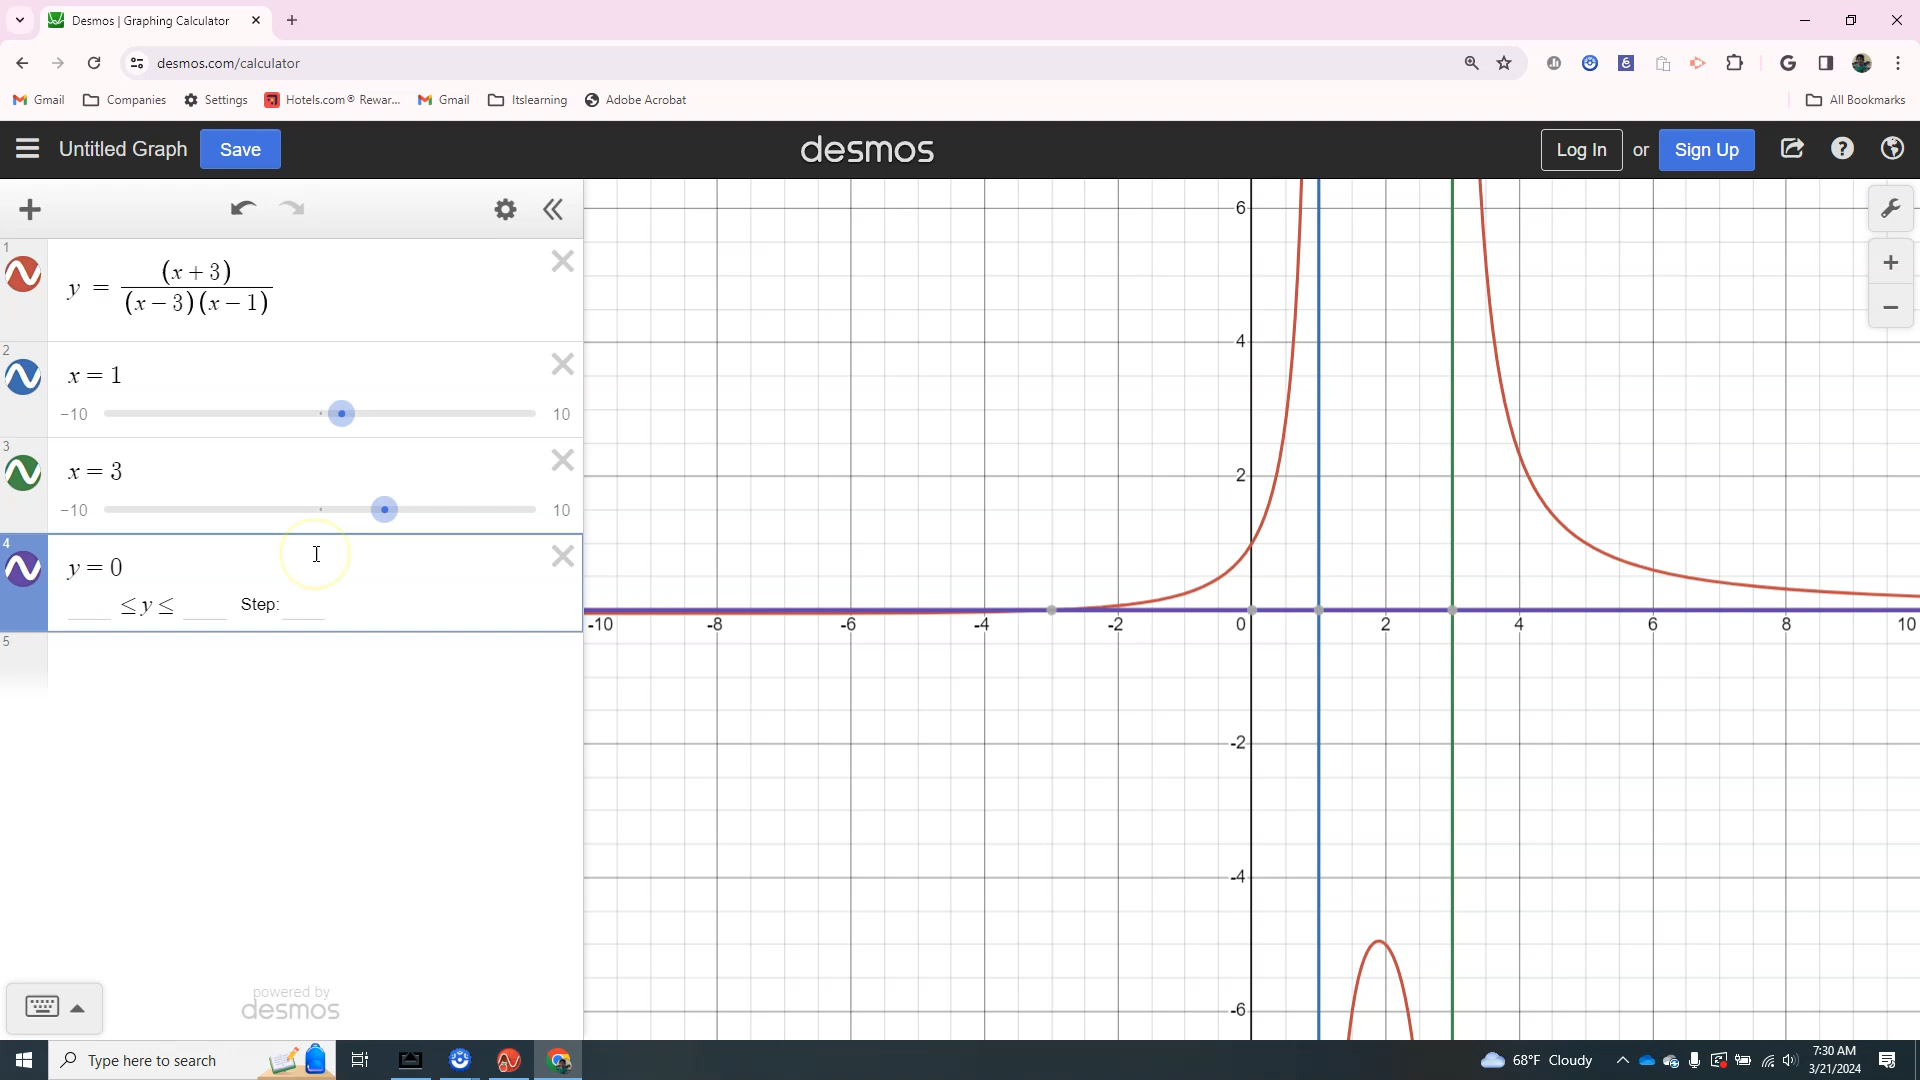 Desmos | Graphing Calculator
desmos.com/calculator
Gmail Companies Settings Hotels.com® Rewar... Gmail Itslearning Adobe Acrobat All Bookmarks
Untitled Graph Save desmos Log In or Sign Up
1
y = (x + 3) / (x − 3)(x − 1)
2
x = 1
−10 10
3
x = 3
−10 10
4
y = 0
≤ y ≤ Step:
5
6
4
2
-10 -8 -6 -4 -2 0 2 4 6 8 10
-2
-4
-6
powered by
desmos
Type here to search
68°F Cloudy
7:30 AM
3/21/2024